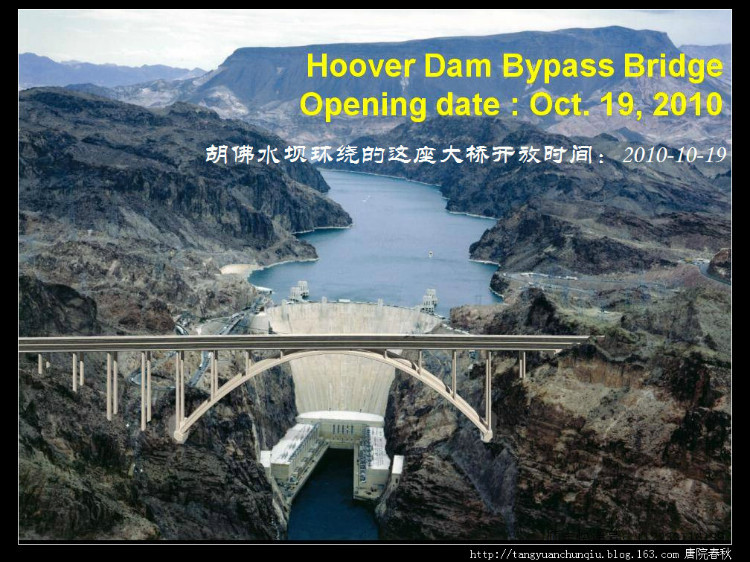 Hoover Dam Bypass Bridge
Opening date : Oct. 19, 2010
胡佛水坝环绕的这座大桥开放时间：2010-10-19
http://tangyuanchunqiu.blog.163.com 唐院春秋